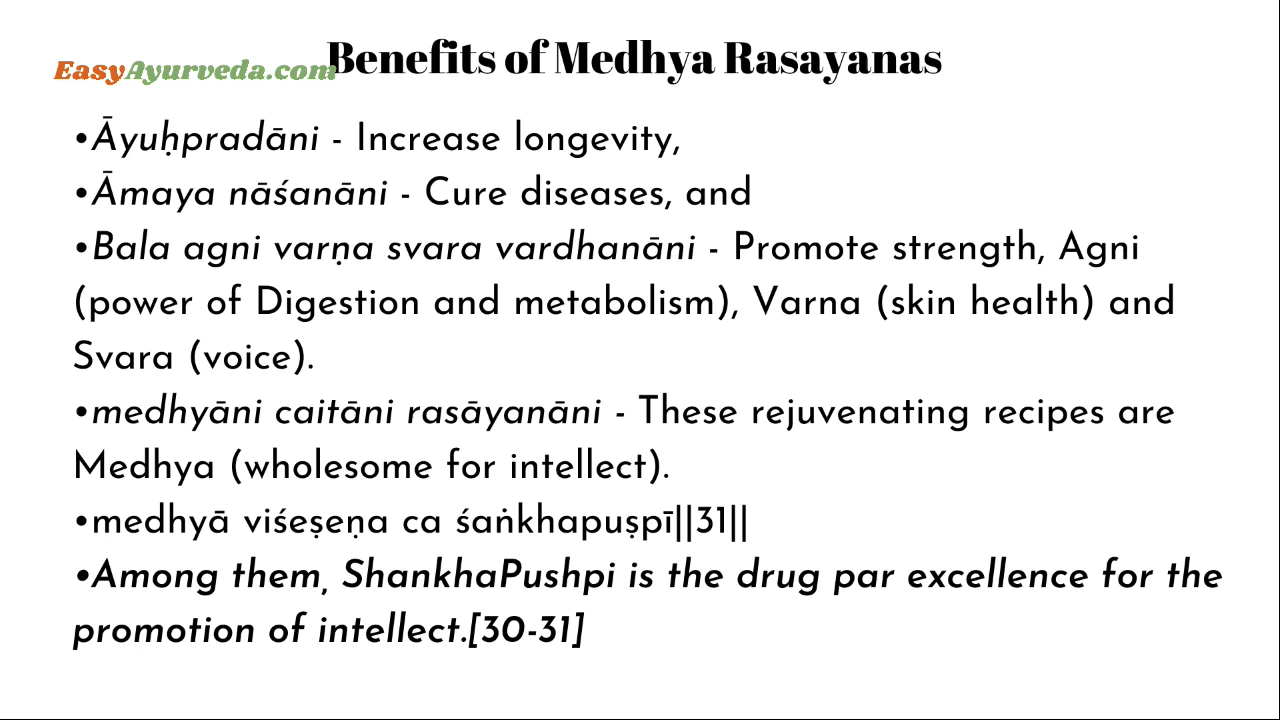 Benefits of Medhya Rasayanas
EasyAyurveda.com
•Āyuḥpradāni - Increase longevity,
•Āmaya nāśanāni - Cure diseases, and
•Bala agni varṇa svara vardhanāni - Promote strength, Agni
(power of Digestion and metabolism), Varna (skin health) and
Svara (voice).
•medhyāni caitāni rasāyanāni - These rejuvenating recipes are
Medhya (wholesome for intellect).
•medhyā viśeṣeṇa ca śaṅkhapuṣpī||31||
•Among them, ShankhaPushpi is the drug par excellence for the
promotion of intellect.[30-31]